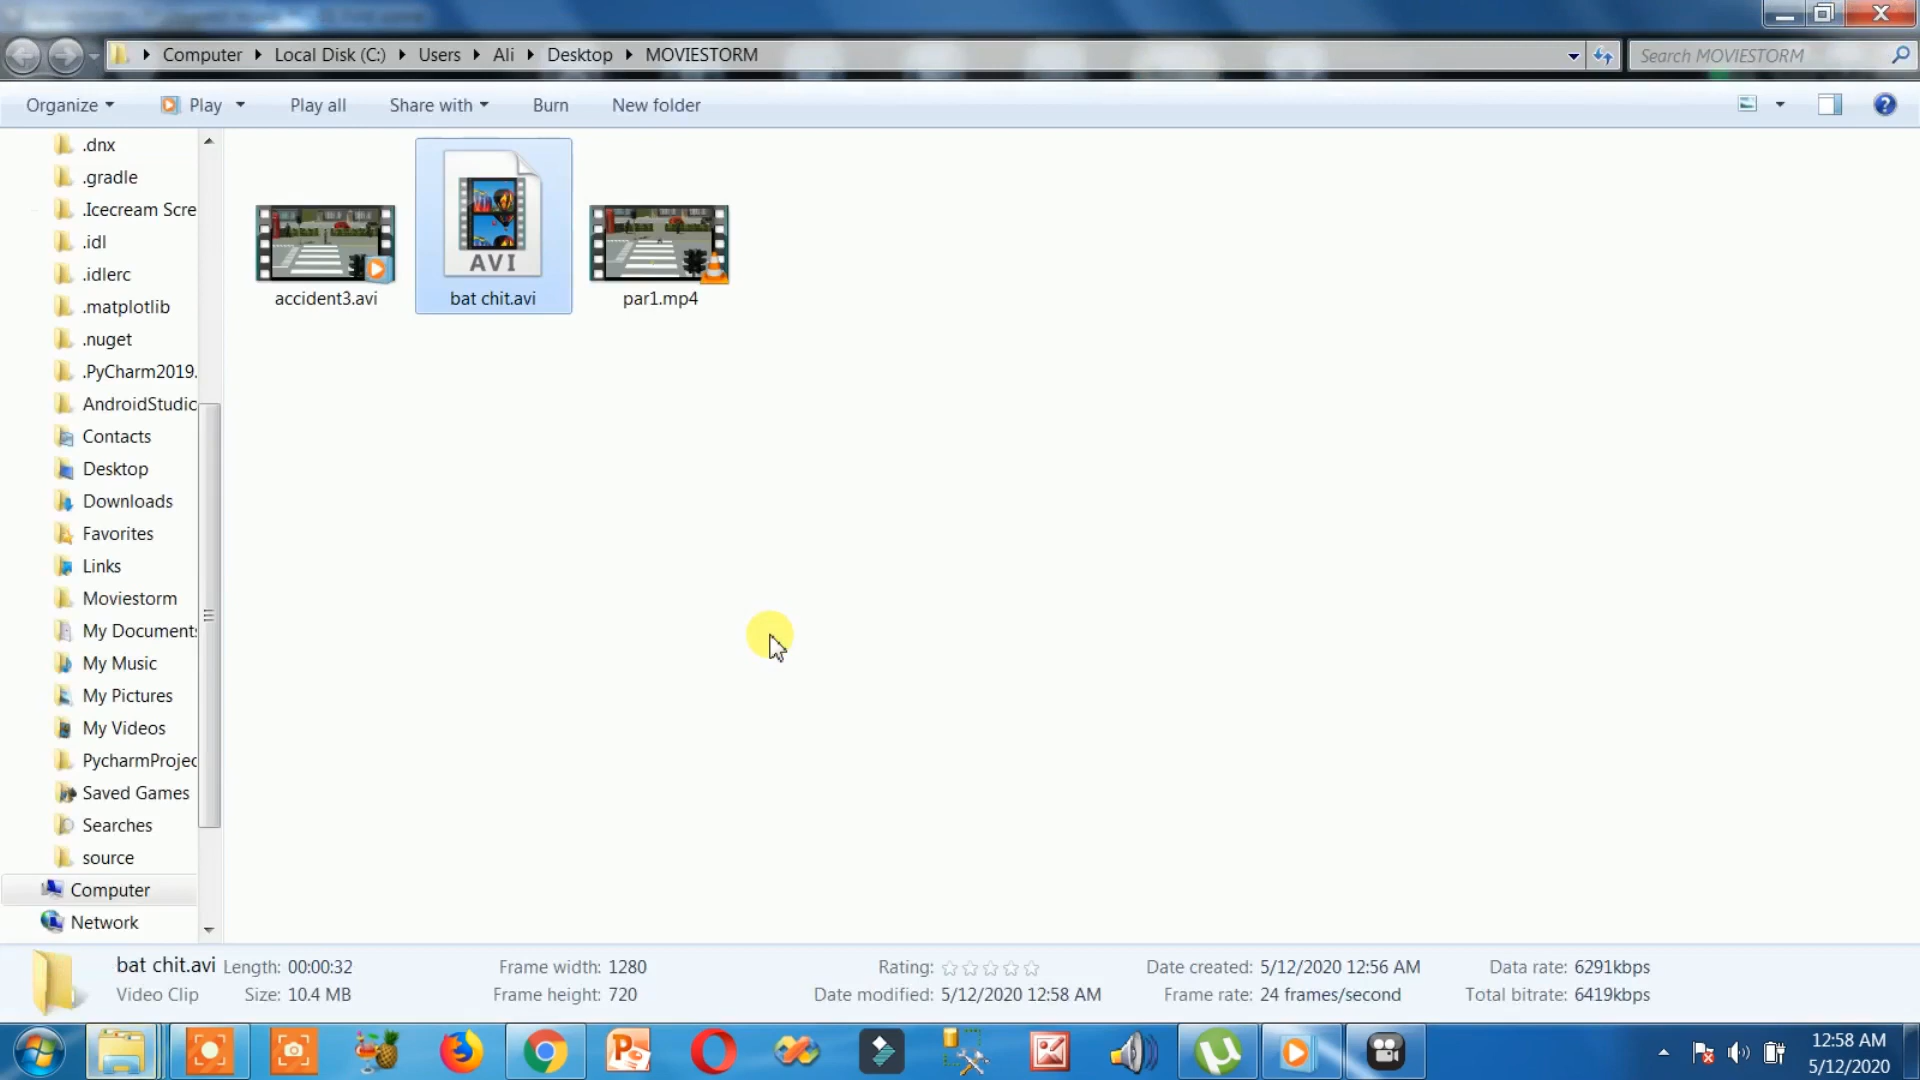 Computer Local Disk (C:) Users Ali Desktop MOVIESTORM
Search MOVIESTORM
Organize Play Play all Share with Burn New folder
.dnx
.gradle
.Icecream Scre
.idl
.idlerc
.matplotlib
.nuget
.PyCharm2019.
AndroidStudic
Contacts
Desktop
Downloads
Favorites
Links
Moviestorm
My Documents
My Music
My Pictures
My Videos
PycharmProjec
Saved Games
Searches
source
Computer
Network
AVI
accident3.avi
bat chit.avi
par1.mp4
bat chit.avi Length: 00:00:32 Frame width: 1280 Rating: Date created: 5/12/2020 12:56 AM Data rate: 6291kbps
Video Clip Size: 10.4 MB Frame height: 720 Date modified: 5/12/2020 12:58 AM Frame rate: 24 frames/second Total bitrate: 6419kbps
12:58 AM
5/12/2020